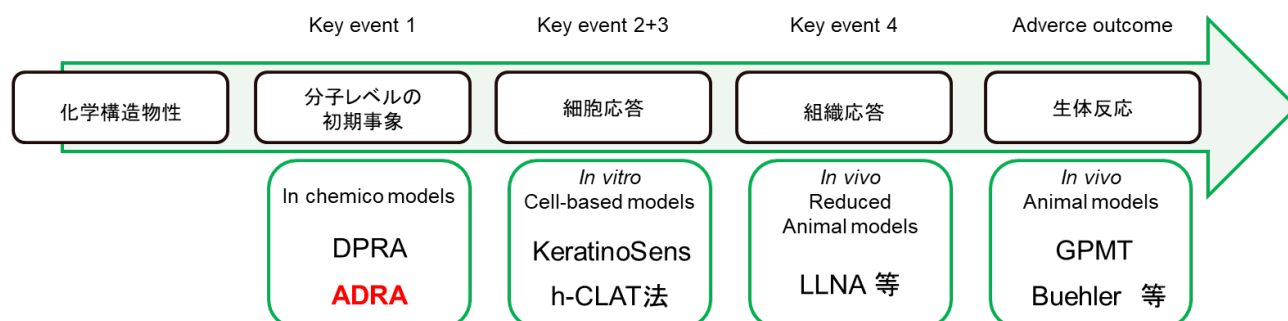 Key event 1
Key event 2+3
Key event 4
Adverce outcome
化学構造物性
分子レベルの
初期事象
細胞応答
組織応答
生体反応
In chemico models
DPRA
ADRA
In vitro
Cell-based models
KeratinoSens
h-CLAT法
In vivo
Reduced
Animal models
LLNA 等
In vivo
Animal models
GPMT
Buehler 等